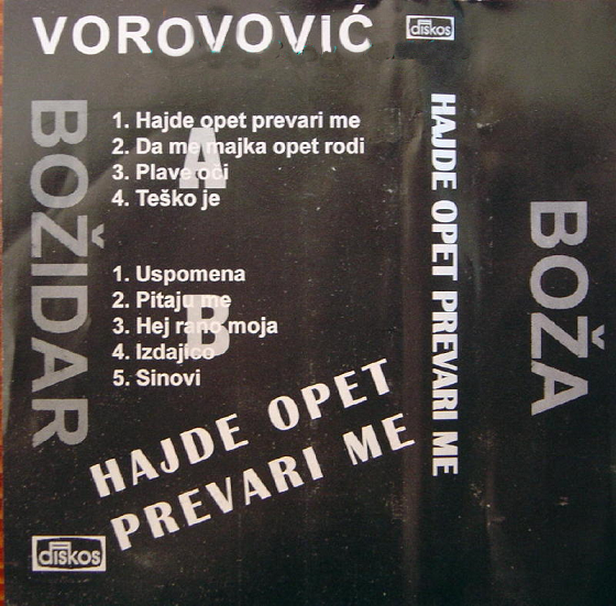 VOROVOVIĆ
diskos
BOŽIDAR
A
1. Hajde opet prevari me
2. Da me majka opet rodi
3. Plave oči
4. Teško je
B
1. Uspomena
2. Pitaju me
3. Hej rano moja
4. Izdajico
5. Sinovi
HAJDE OPET
PREVARI ME
diskos
HAJDE OPET PREVARI ME
BOŽA